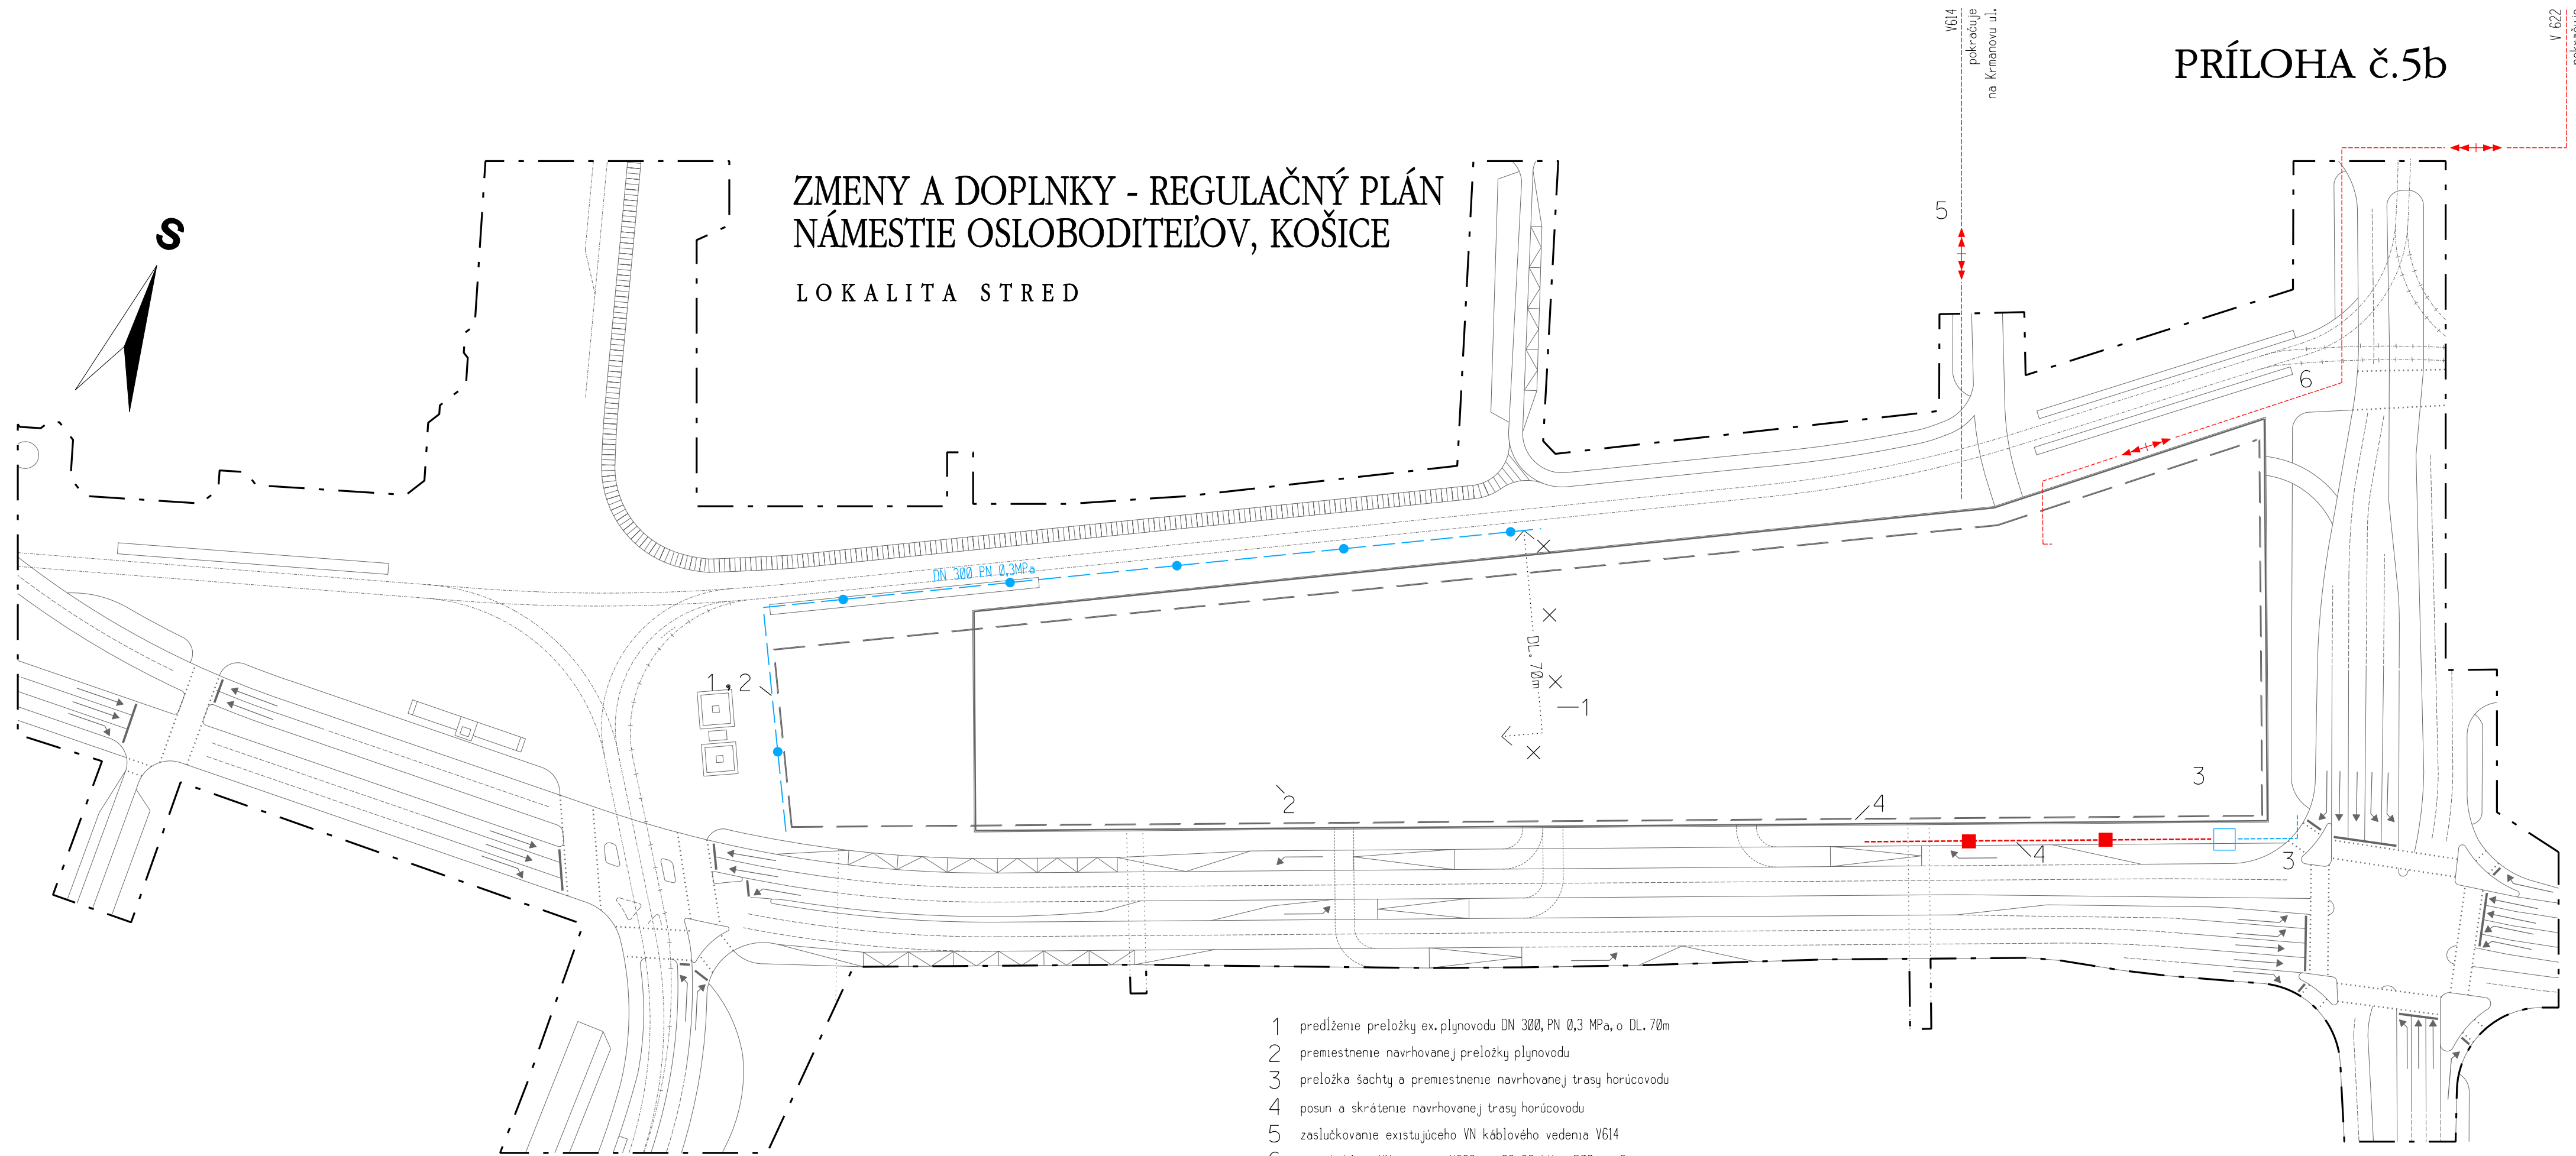 V614
pokračuje
na Krmanovu ul.
V 622
PRÍLOHA č.5b
ZMENY A DOPLNKY - REGULAČNÝ PLÁN
NÁMESTIE OSLOBODITEĽOV, KOŠICE
LOKALITA STRED
S
5
6
DN 300 PN 0,3MPa
DL. 70m
1,2
1
2
3
4
4
3
1 predĺženie preložky ex. plynovodu DN 300, PN 0,3 MPa, o DL. 70m
2 premiestnenie navrhovanej preložky plynovodu
3 preložka šachty a premiestnenie navrhovanej trasy horúcovodu
4 posun a skrátenie navrhovanej trasy horúcovodu
5 zaslučkovanie existujúceho VN káblového vedenia V614